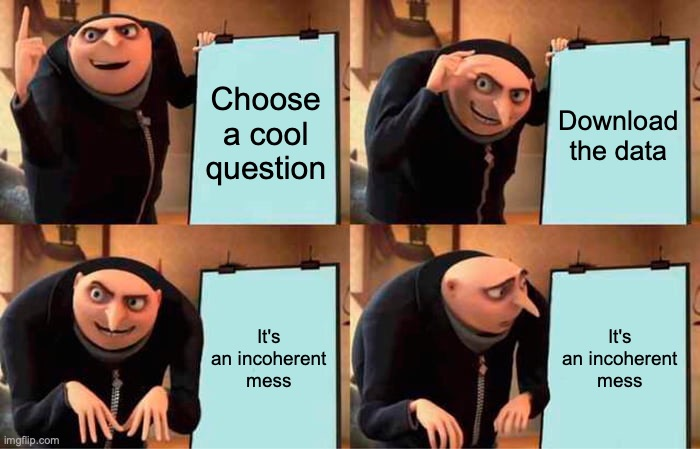 Choose
a cool
question
Download
the data
It's
an incoherent
mess
It's
an incoherent
mess
imgflip.com